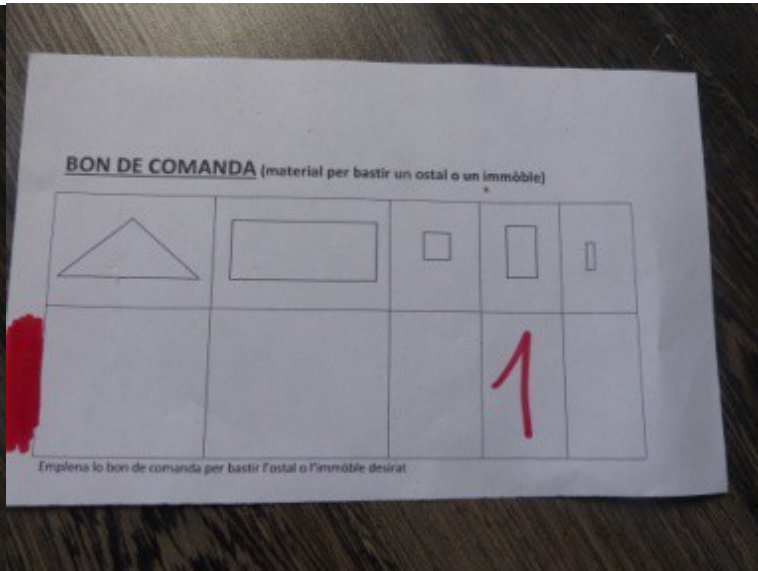 BON DE COMANDA (material per bastir un ostal o un immòble)
1
Emplena lo bon de comanda per bastir l'ostal o l'immòble desirat